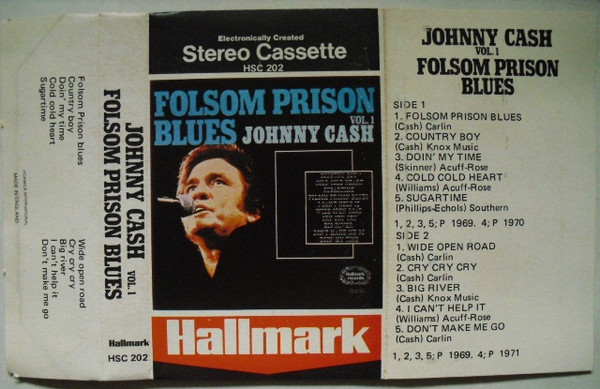 Folsom Prison blues
Country boy
Doin' my time
Cold cold heart
Sugartime
Wide open road
Cry cry cry
Big river
I can't help it
Don't make me go
MADE IN ENGLAND
JOHNNY CASH VOL. 1
FOLSOM PRISON BLUES
Hallmark
HSC 202
Electronically Created
Stereo Cassette
HSC 202
FOLSOM PRISON
VOL. 1
BLUES JOHNNY CASH
Hallmark
records
Hallmark
JOHNNY CASH
VOL. 1
FOLSOM PRISON
BLUES
SIDE 1
1. FOLSOM PRISON BLUES
(Cash) Carlin
2. COUNTRY BOY
(Cash) Knox Music
3. DOIN' MY TIME
(Skinner) Acuff-Rose
4. COLD COLD HEART
(Williams) Acuff-Rose
5. SUGARTIME
(Phillips-Echols) Southern
1, 2, 3, 5; P 1969. 4; P 1970
SIDE 2
1. WIDE OPEN ROAD
(Cash) Carlin
2. CRY CRY CRY
(Cash) Carlin
3. BIG RIVER
(Cash) Knox Music
4. I CAN'T HELP IT
(Williams) Acuff-Rose
5. DON'T MAKE ME GO
(Cash) Carlin
1, 2, 3, 5; P 1969. 4; P 1971